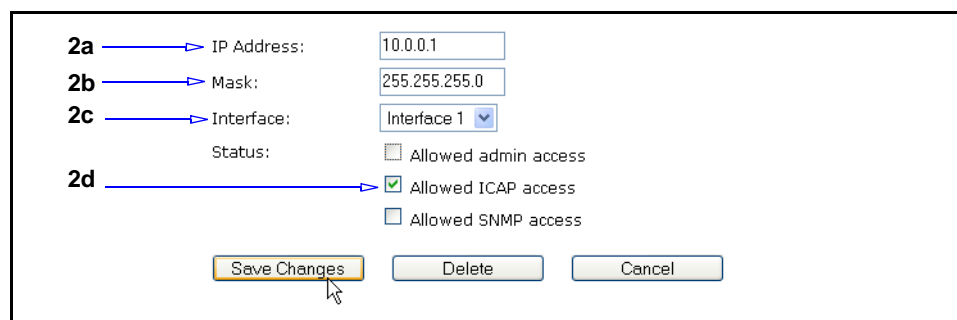 2a IP Address: 10.0.0.1
2b Mask: 255.255.255.0
2c Interface: Interface 1
Status: Allowed admin access
2d Allowed ICAP access
Allowed SNMP access
Save Changes Delete Cancel